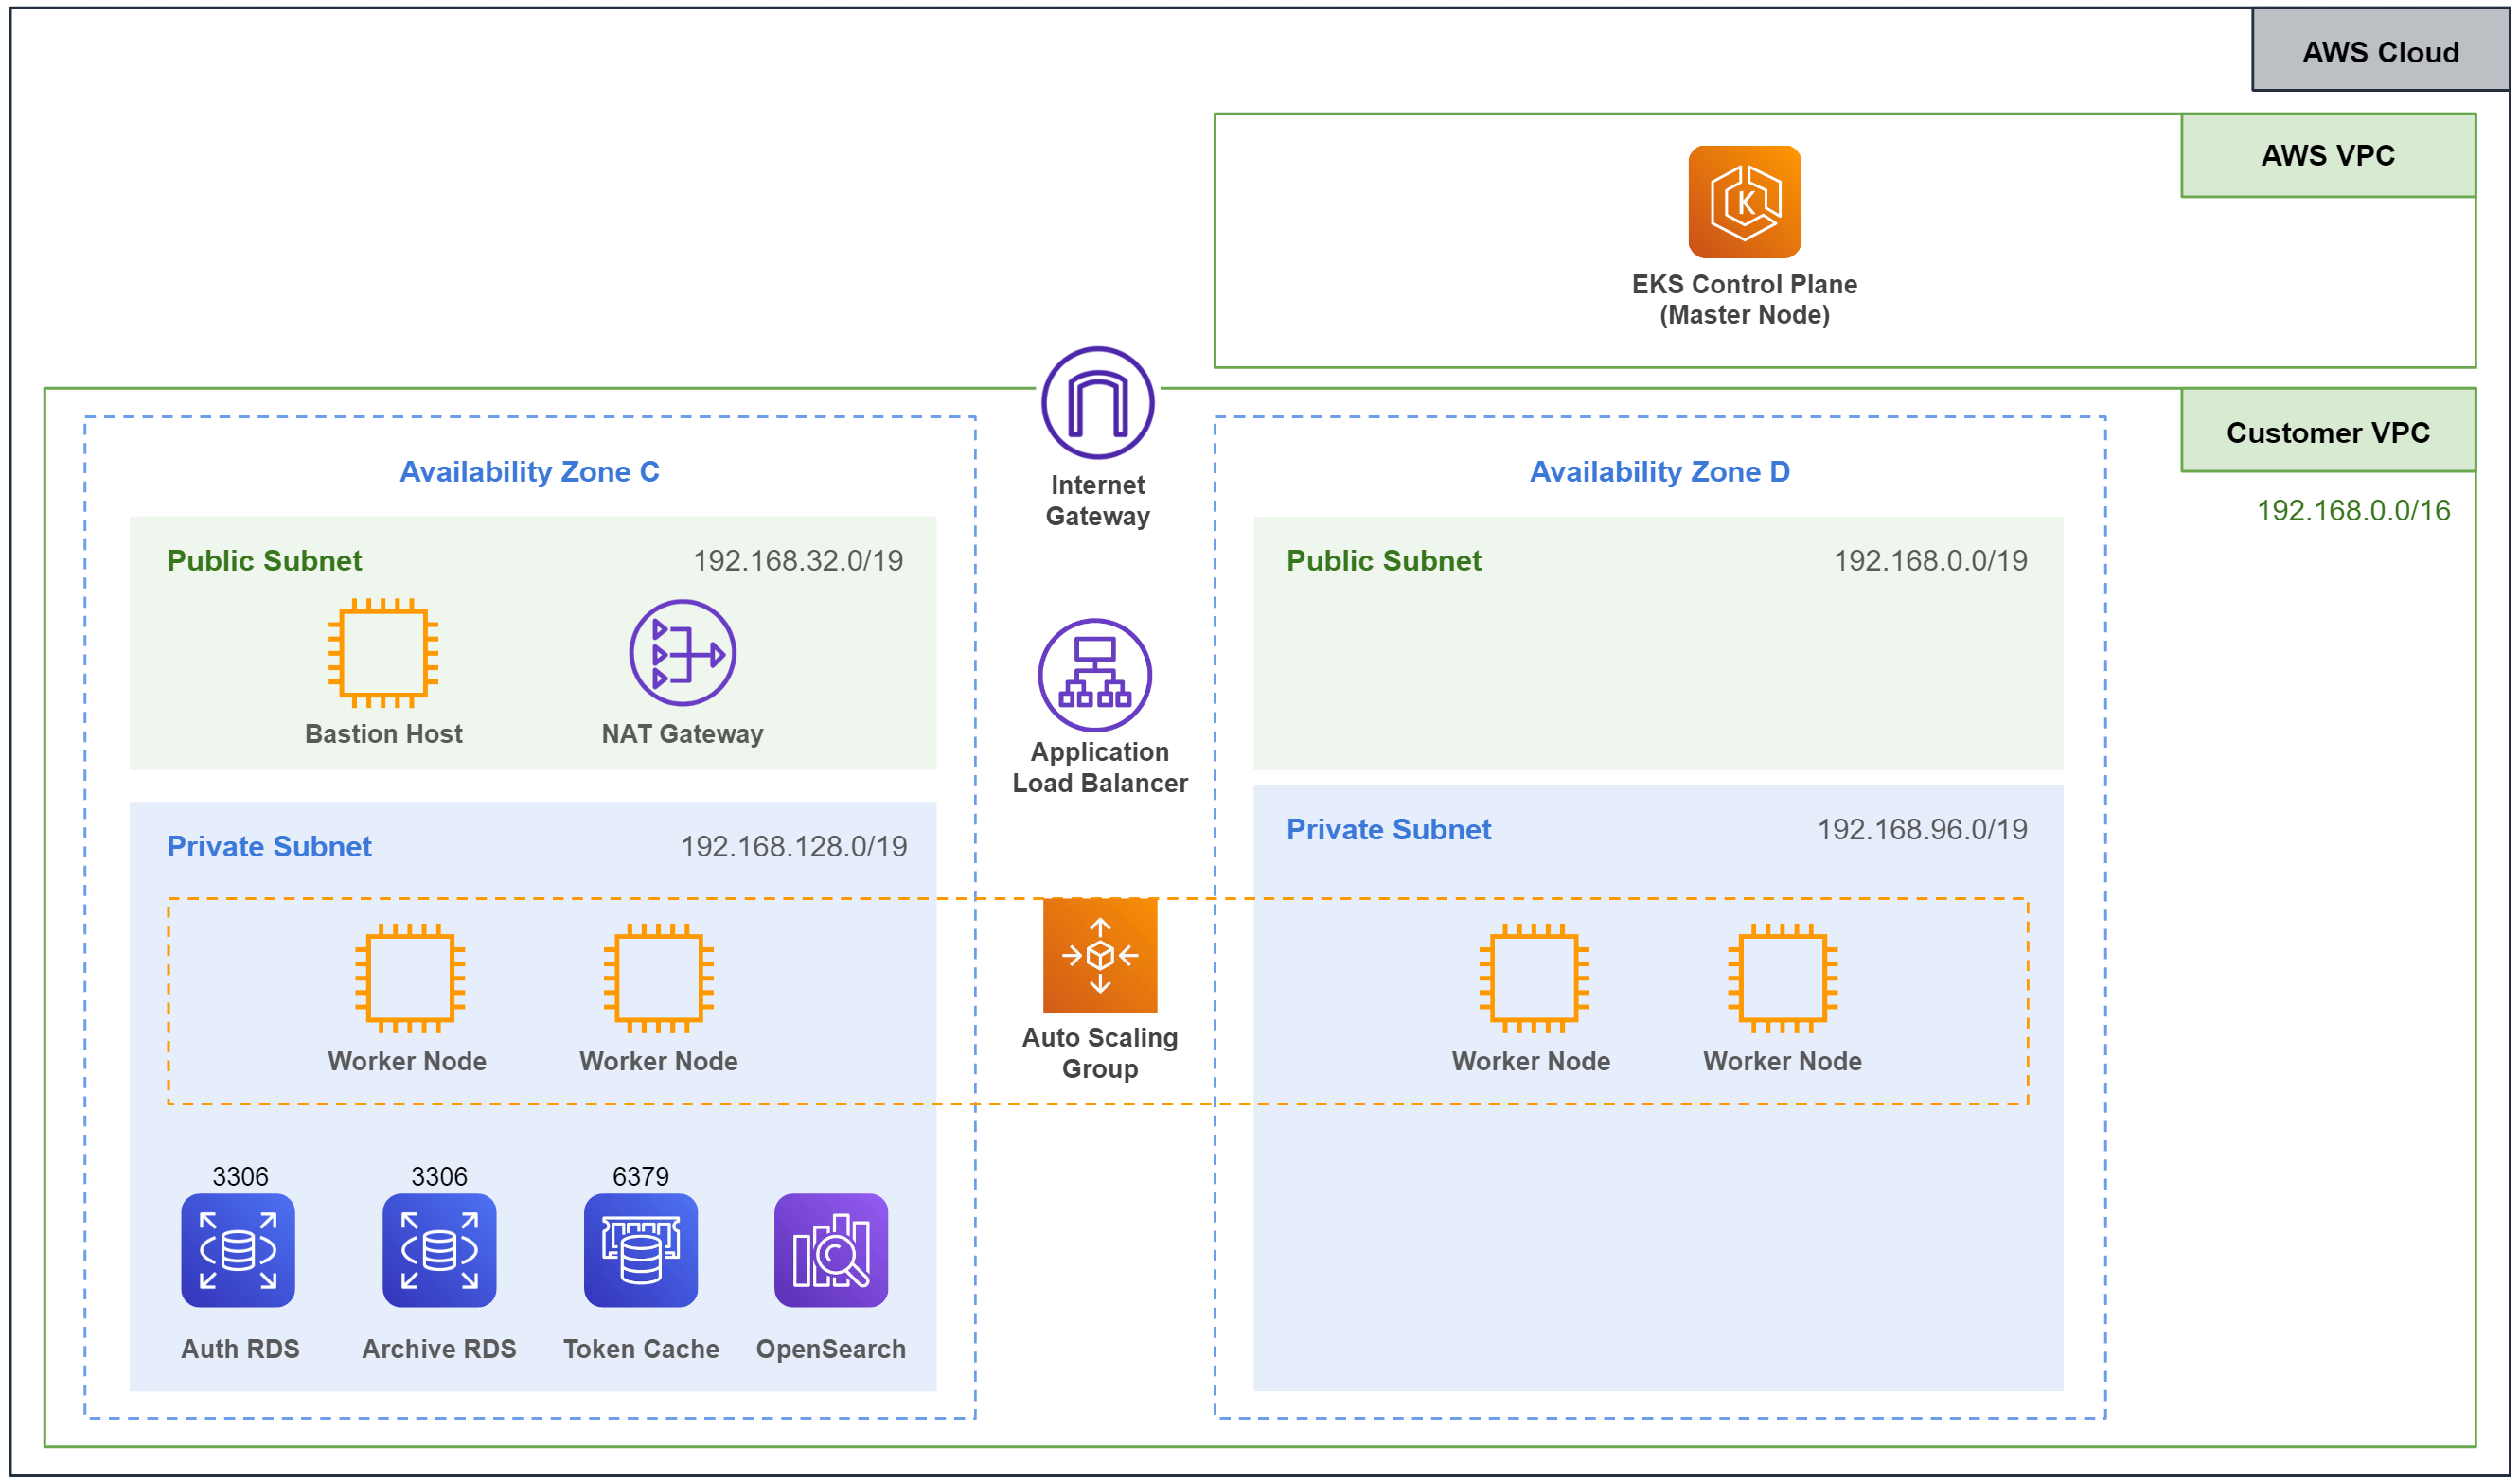 AWS Cloud
AWS VPC
EKS Control Plane
(Master Node)
Customer VPC
192.168.0.0/16
Internet
Gateway
Availability Zone C
Public Subnet
192.168.32.0/19
Bastion Host
NAT Gateway
Application
Load Balancer
Availability Zone D
Public Subnet
192.168.0.0/19
Private Subnet
192.168.128.0/19
Worker Node
Worker Node
Auto Scaling
Group
Private Subnet
192.168.96.0/19
Worker Node
Worker Node
3306
3306
6379
Auth RDS
Archive RDS
Token Cache
OpenSearch